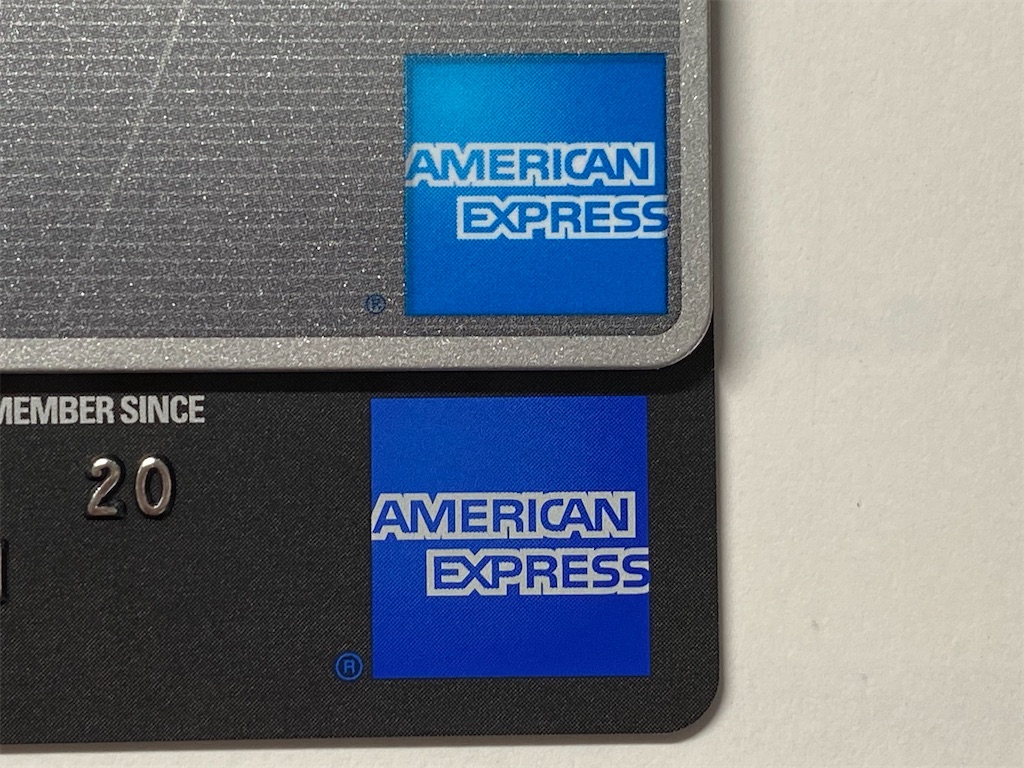 AMERICAN
EXPRESS
®
MEMBER SINCE
20
AMERICAN
EXPRESS
®